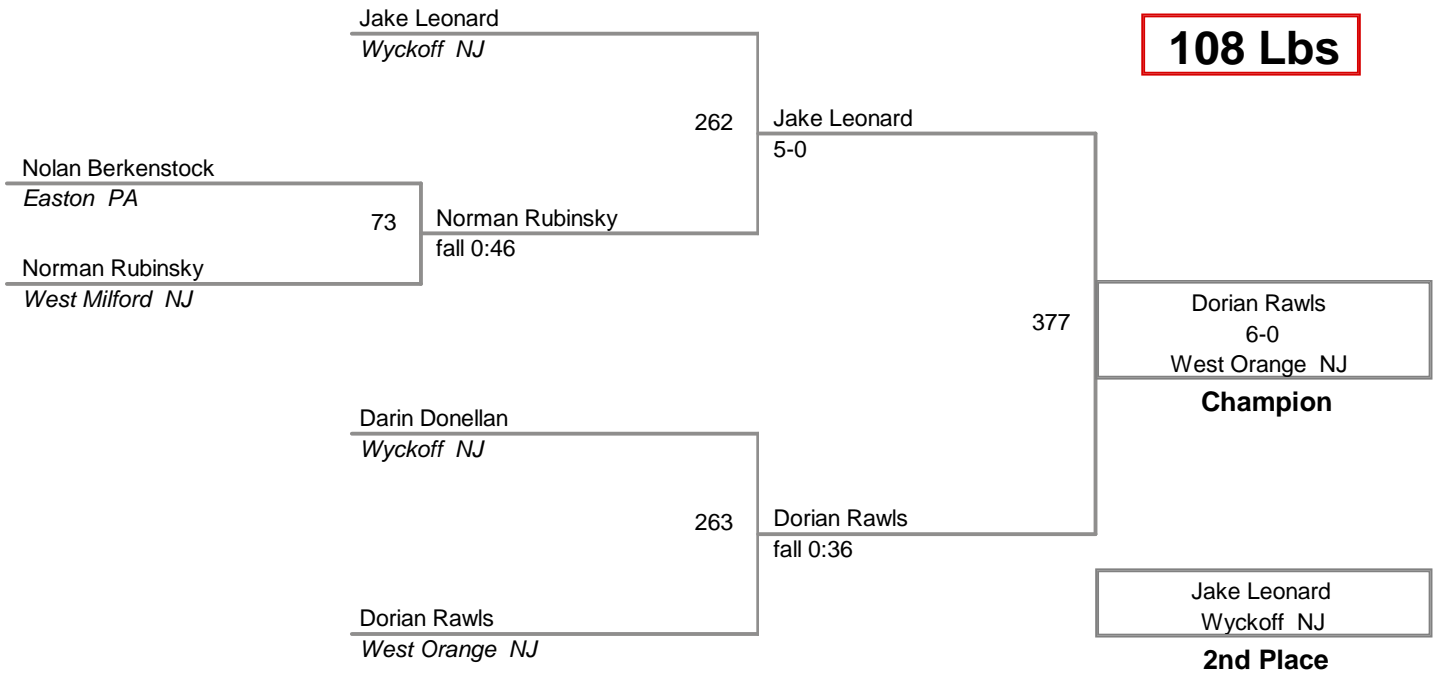 Jake Leonard
Wyckoff NJ
108 Lbs
262
Jake Leonard
5-0
Nolan Berkenstock
Easton PA
73
Norman Rubinsky
fall 0:46
Norman Rubinsky
West Milford NJ
377
Dorian Rawls
6-0
West Orange NJ
Champion
Darin Donellan
Wyckoff NJ
263
Dorian Rawls
fall 0:36
Dorian Rawls
West Orange NJ
Jake Leonard
Wyckoff NJ
2nd Place